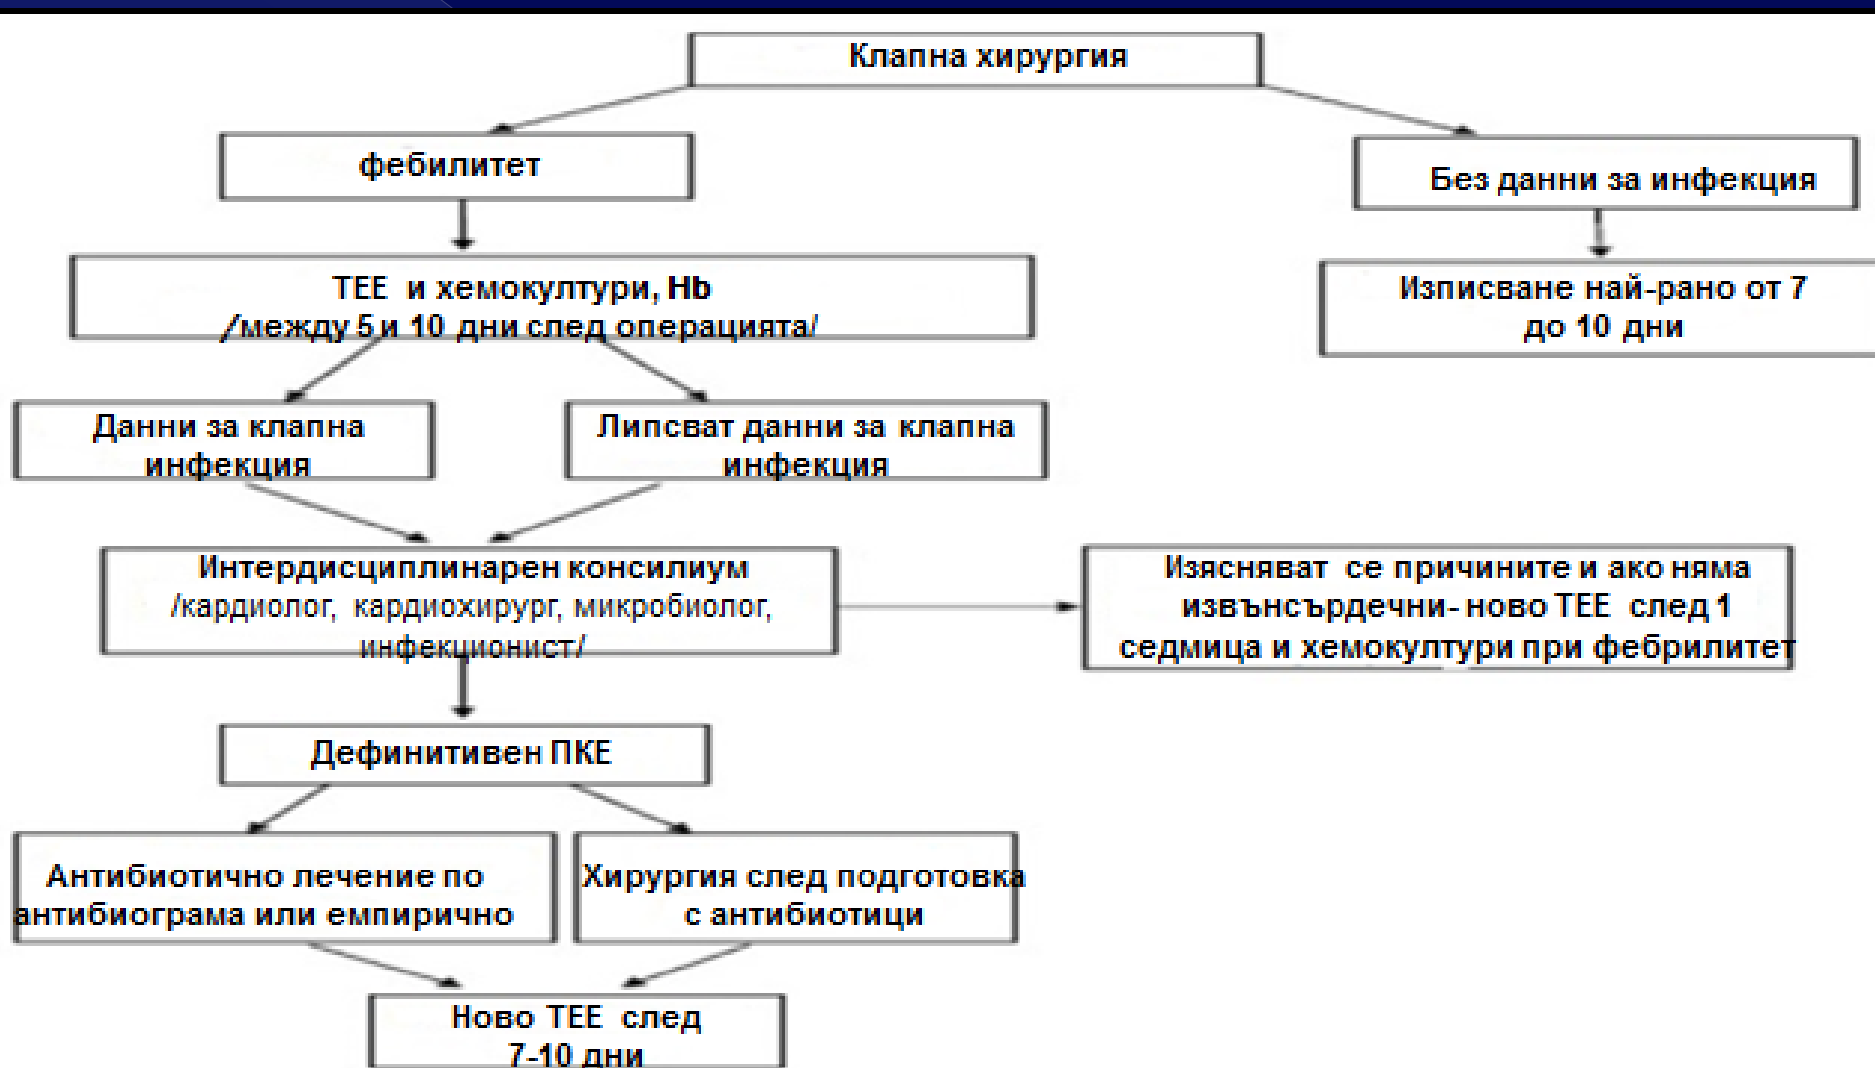 Клапна хирургия
фебилитет
Без данни за инфекция
ТЕЕ и хемокултури, Hb
/между 5 и 10 дни след операцията/
Изписване най-рано от 7
до 10 дни
Данни за клапна
инфекция
Липсват данни за клапна
инфекция
Интердисциплинарен консилиум
/кардиолог, кардиохирург, микробиолог,
инфекционист/
Изясняват се причините и ако няма
извънсърдечни- ново ТЕЕ след 1
седмица и хемокултури при фебрилитет
Дефинитивен ПКЕ
Антибиотично лечение по
антибиограма или емпирично
Хирургия след подготовка
с антибиотици
Ново ТЕЕ след
7-10 дни